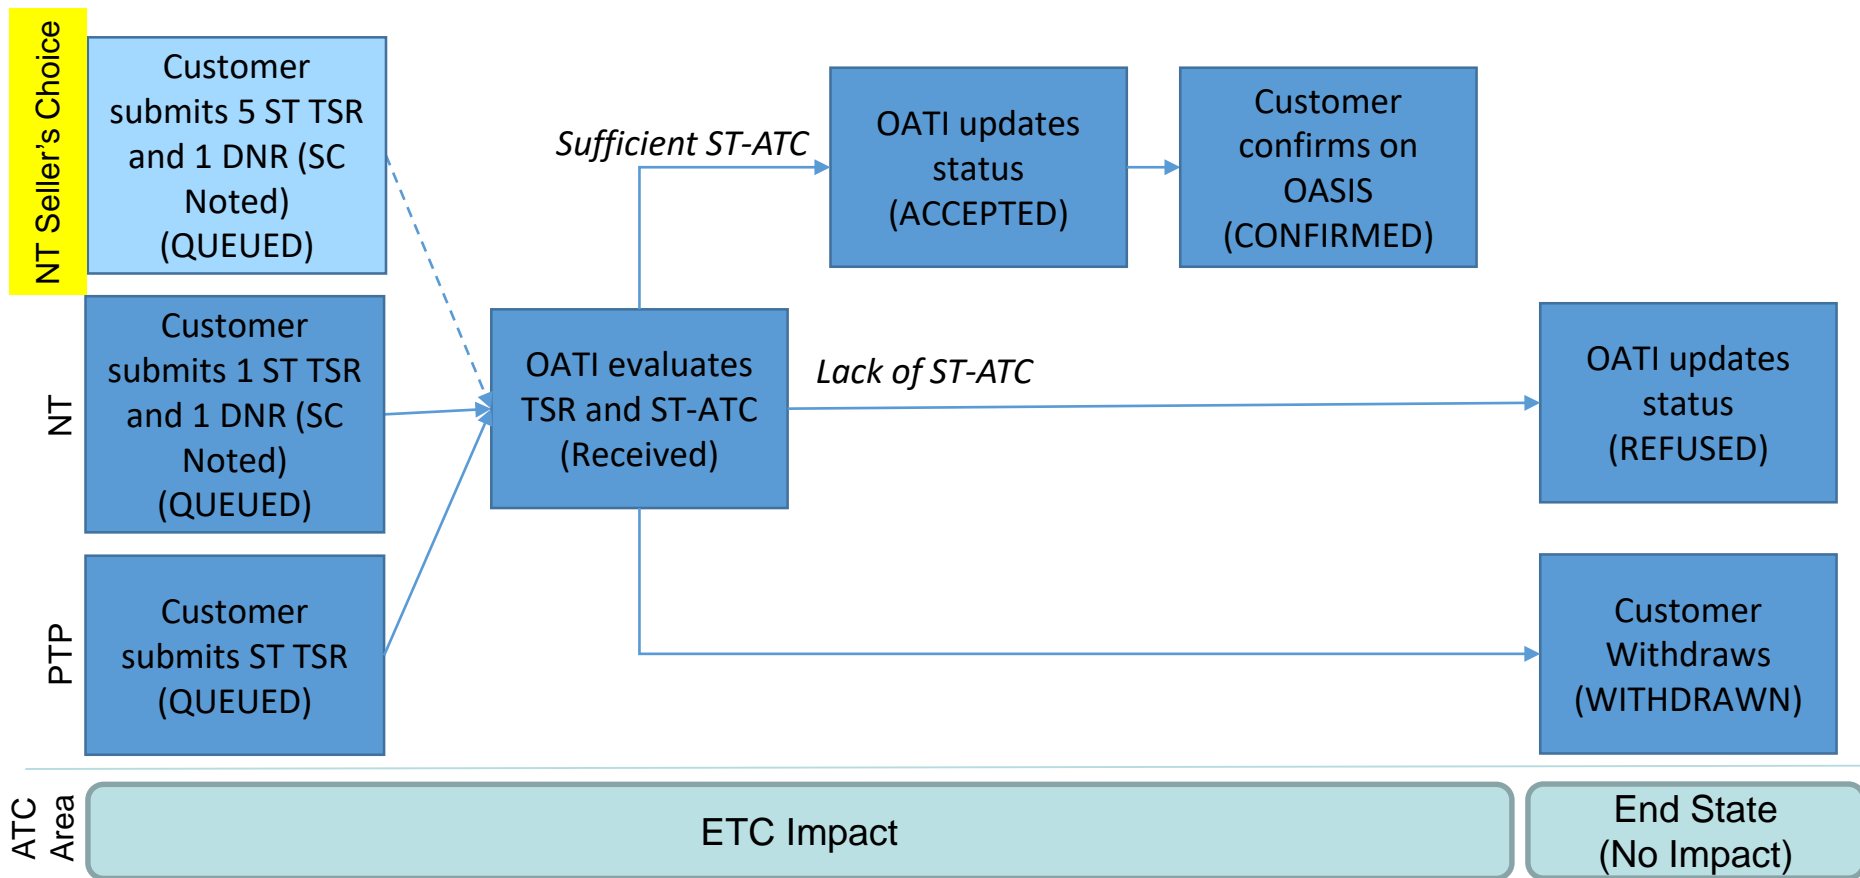 NT Seller's Choice
Customer
submits 5 ST TSR
and 1 DNR (SC
Noted)
(QUEUED)
Sufficient ST-ATC
OATI updates
status
(ACCEPTED)
Customer
confirms on
OASIS
(CONFIRMED)
NT
Customer
submits 1 ST TSR
and 1 DNR (SC
Noted)
(QUEUED)
OATI evaluates
TSR and ST-ATC
(Received)
Lack of ST-ATC
OATI updates
status
(REFUSED)
PTP
Customer
submits ST TSR
(QUEUED)
Customer
Withdraws
(WITHDRAWN)
ATC
Area
ETC Impact
End State
(No Impact)